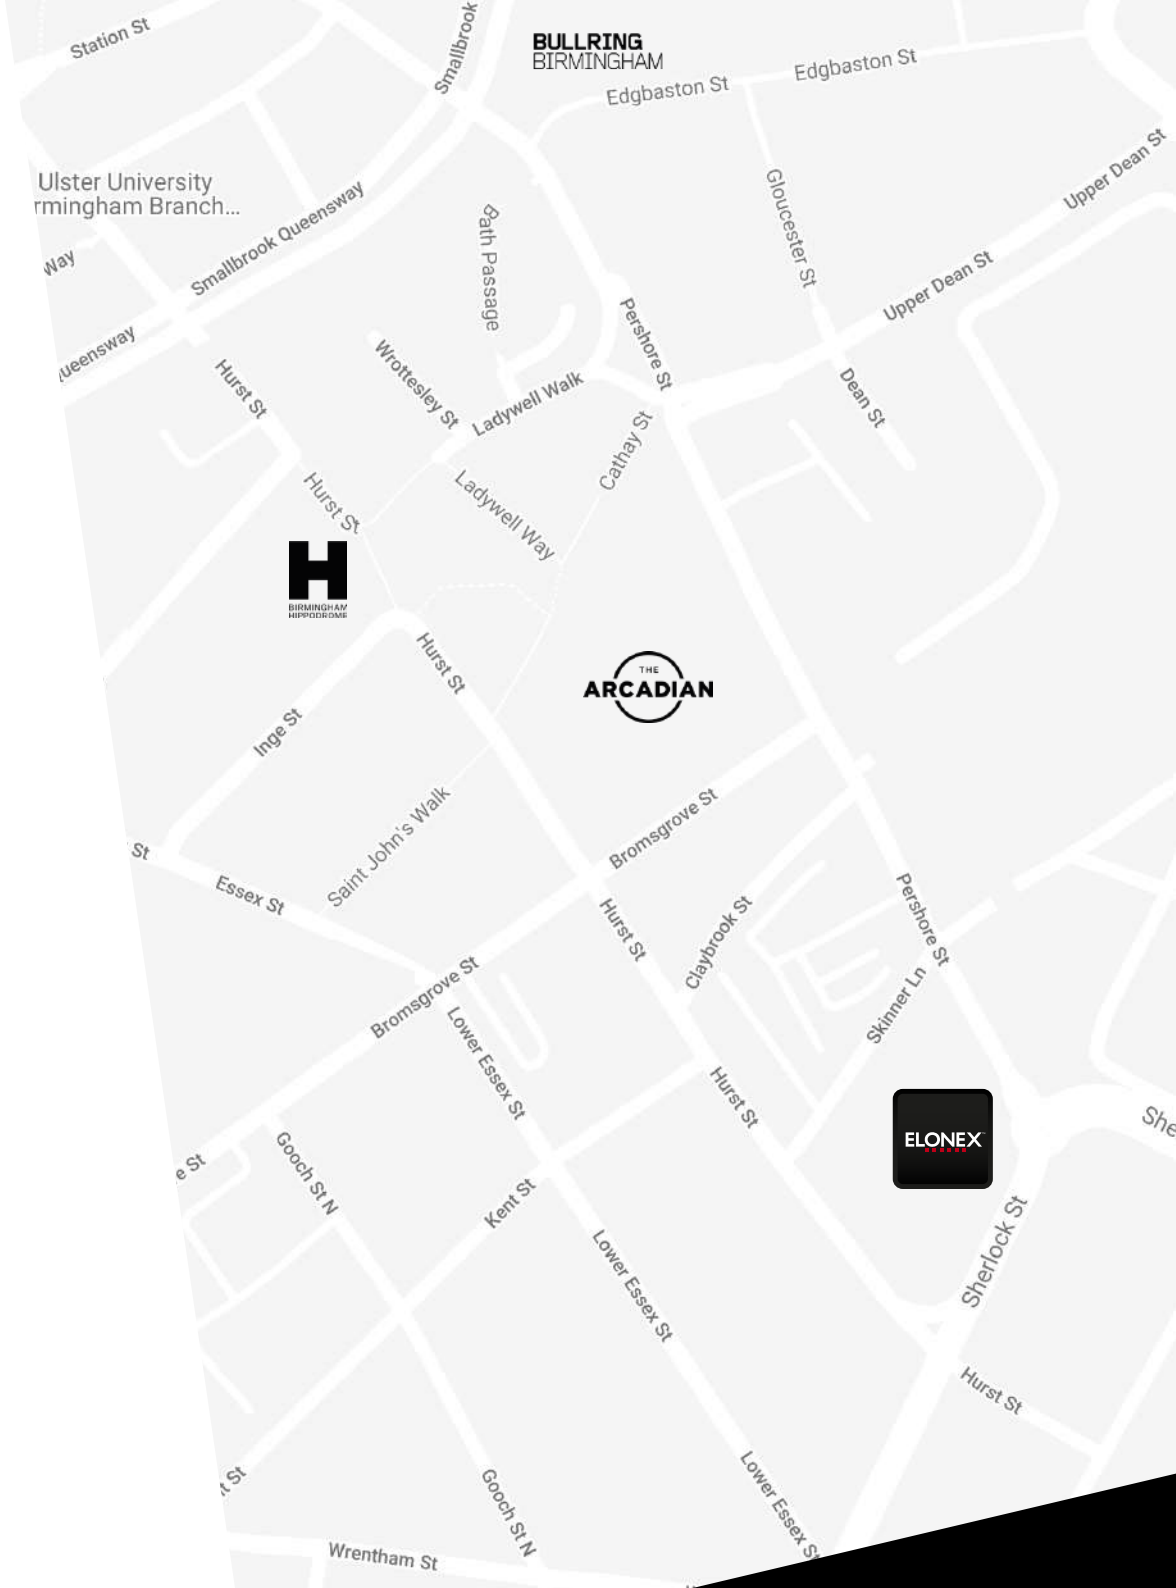 Station St
Smallbrook
BULLRING
BIRMINGHAM
Edgbaston St
Edgbaston St
Upper Dean St
Ulster University
rmingham Branch...
Gloucester St
Smallbrook Queensway
Bath Passage
Way
Upper Dean St
Pershore St
ueensway
Hurst St
Wrottesley St
Ladywell Walk
Dean St
Cathay St
Hurst St
Ladywell Way
H
BIRMINGHAM
HIPPODROME
Hurst St
THE
ARCADIAN
Inge St
Bromsgrove St
Saint John's Walk
St
Essex St
Pershore St
Hurst St
Claybrook St
Bromsgrove St
Skinner Ln
Lower Essex St
Hurst St
She
ELONEX™
Gooch St N
e St
Kent St
Sherlock St
Lower Essex St
Hurst St
t St
Gooch St N
Lower Essex St
Wrentham St